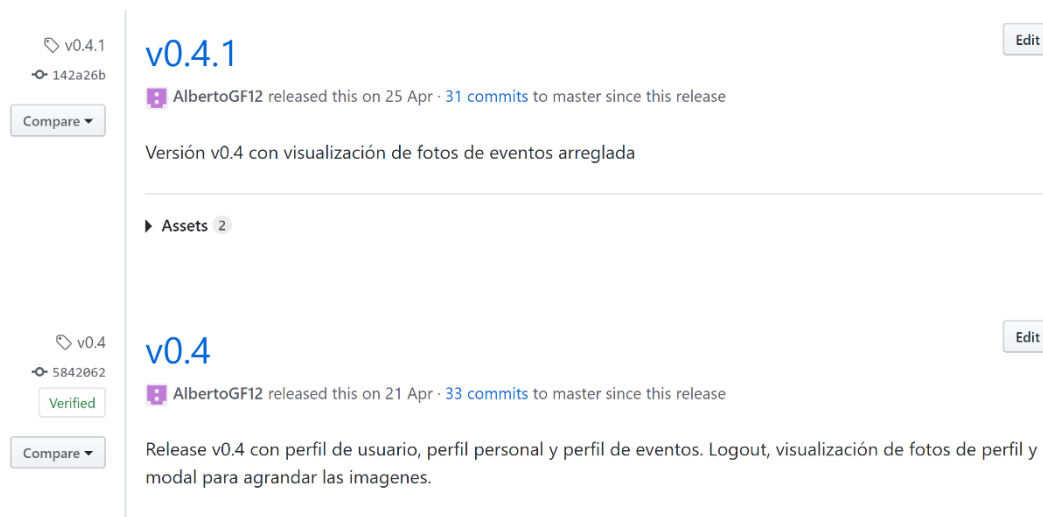 v0.4.1
142a26b
Compare
v0.4.1
Edit
AlbertoGF12 released this on 25 Apr · 31 commits to master since this release
Versión v0.4 con visualización de fotos de eventos arreglada
Assets 2
v0.4
5842062
Verified
Compare
v0.4
Edit
AlbertoGF12 released this on 21 Apr · 33 commits to master since this release
Release v0.4 con perfil de usuario, perfil personal y perfil de eventos. Logout, visualización de fotos de perfil y
modal para agrandar las imagenes.